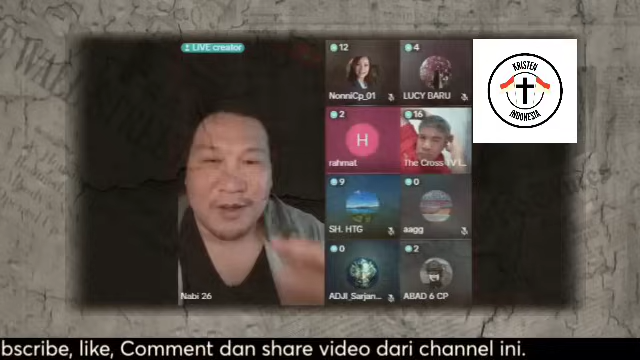 LIVE creator
12
NonniCp_01
4
LUCY BARU
KRISTEN
INDONESIA
2
H
rahmat
16
The Cross TV I...
9
SH. HTG
0
aagg
0
ADJI_Sarjan...
2
ABAD 6 CP
Nabi 26
bscribe, like, Comment dan share video dari channel ini.